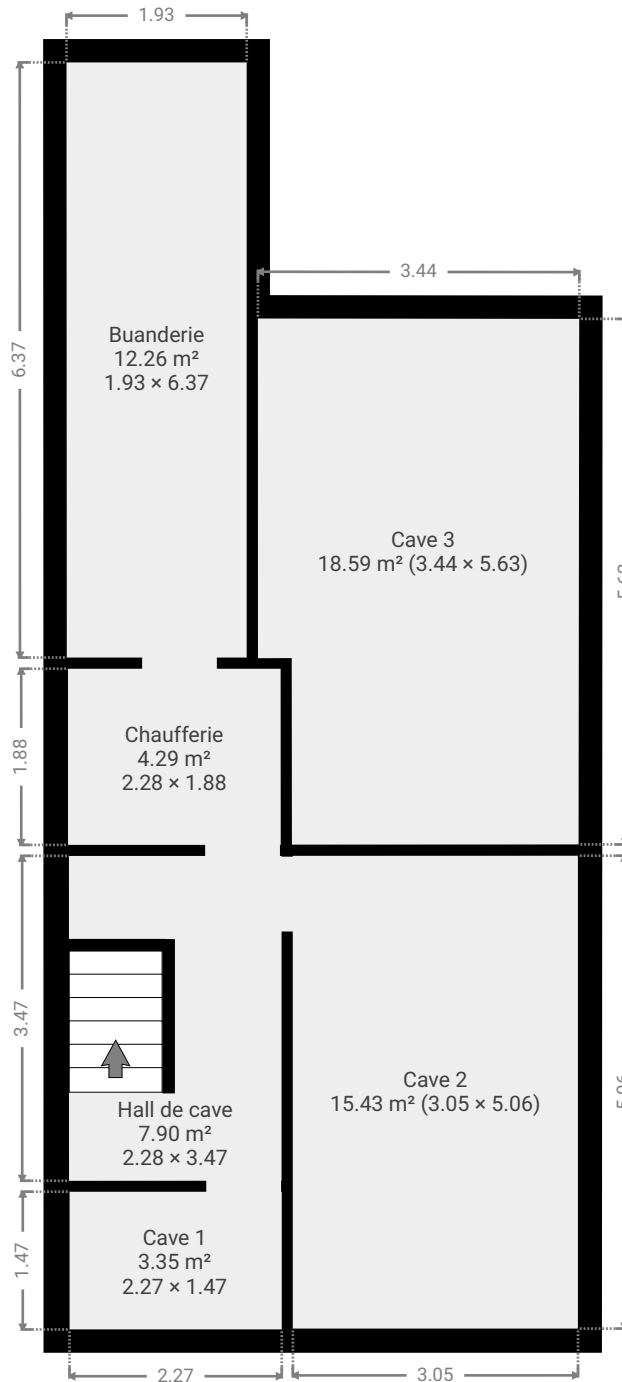 1.93
3.44
6.37
Buanderie
12.26 m²
1.93 × 6.37
Cave 3
18.59 m² (3.44 × 5.63)
Chaufferie
4.29 m²
2.28 × 1.88
1.88
3.47
Cave 2
15.43 m² (3.05 × 5.06)
Hall de cave
7.90 m²
2.28 × 3.47
Cave 1
3.35 m²
2.27 × 1.47
1.47
2.27
3.05